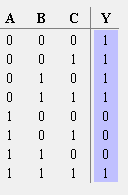 A B C Y
0 0 0 1
0 0 1 1
0 1 0 1
0 1 1 1
1 0 0 0
1 0 1 0
1 1 0 0
1 1 1 1